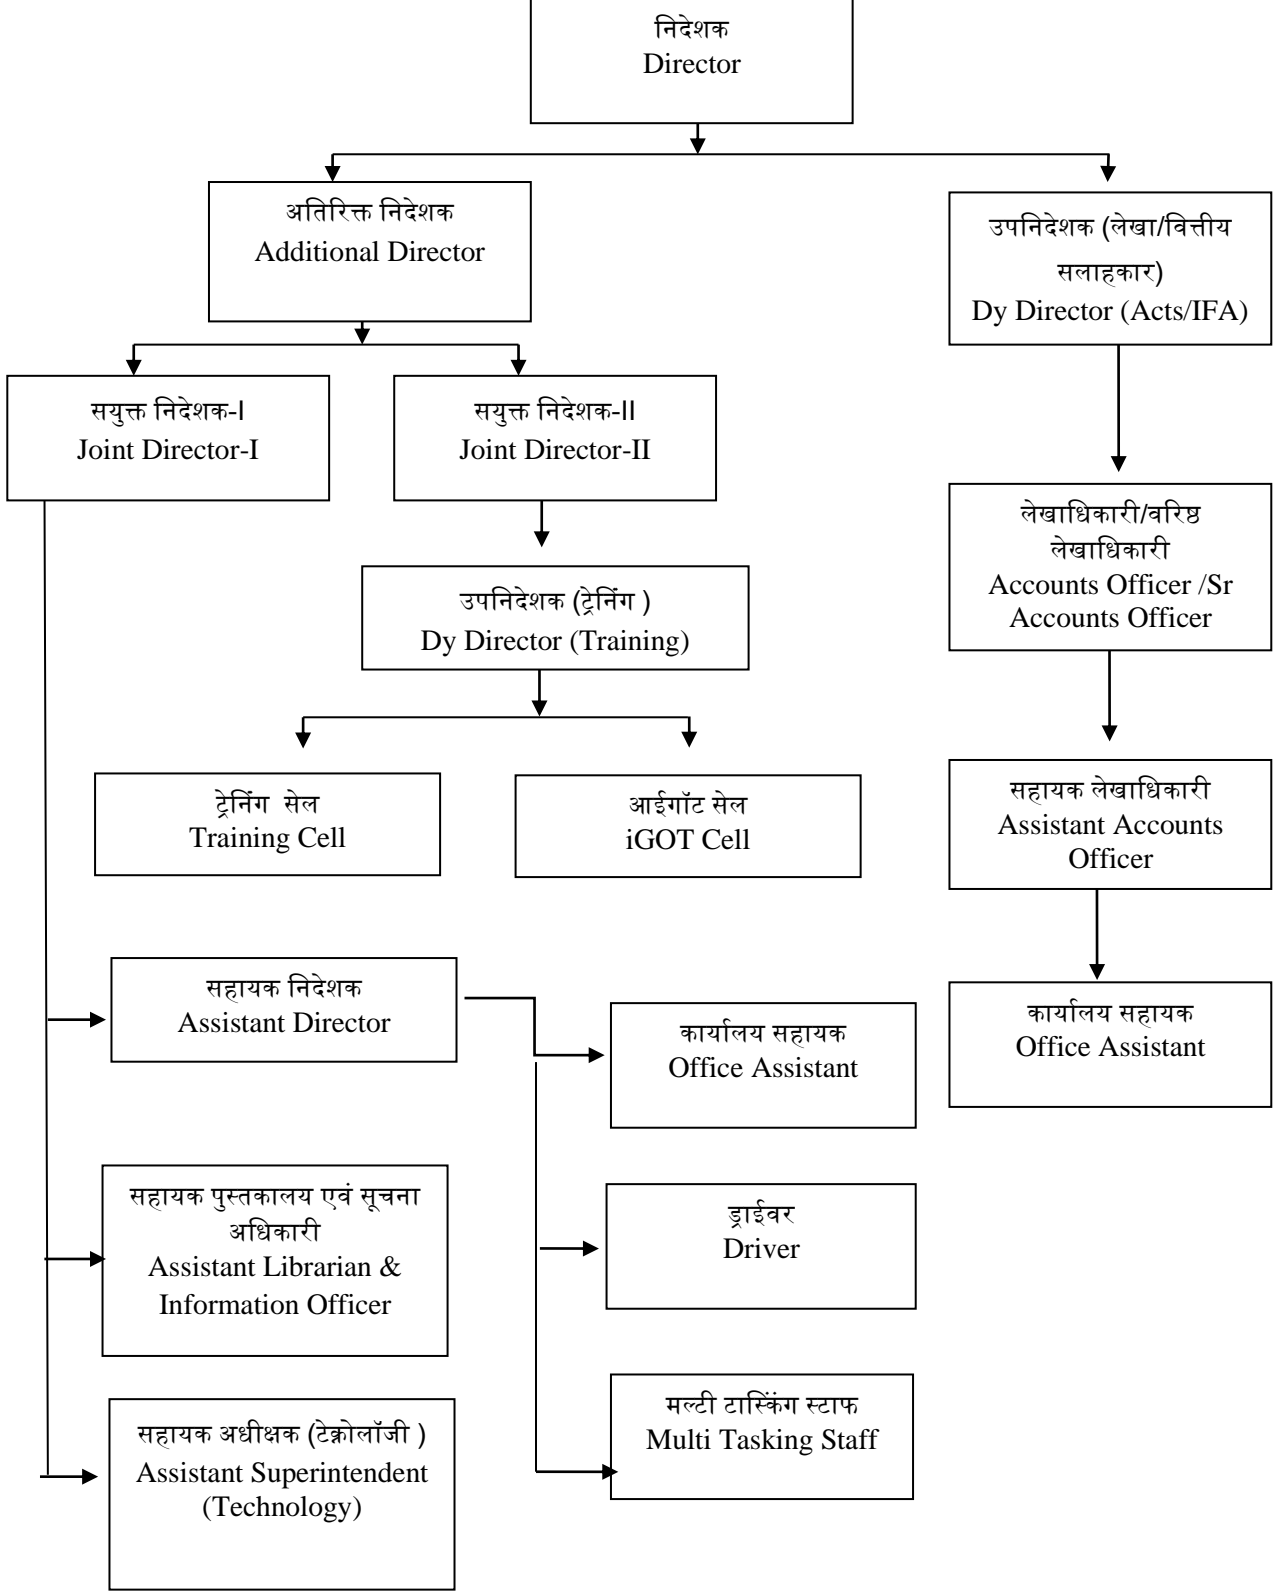 निदेशक
Director
अतिरिक्त निदेशक
Additional Director
उपनिदेशक (लेखा/वित्तीय
सलाहकार)
Dy Director (Acts/IFA)
सयुक्त निदेशक-I
Joint Director-I
सयुक्त निदेशक-II
Joint Director-II
लेखाधिकारी/वरिष्ठ
लेखाधिकारी
Accounts Officer /Sr
Accounts Officer
उपनिदेशक (ट्रेनिंग )
Dy Director (Training)
ट्रेनिंग सेल
Training Cell
आईगॉट सेल
iGOT Cell
सहायक लेखाधिकारी
Assistant Accounts
Officer
सहायक निदेशक
Assistant Director
कार्यालय सहायक
Office Assistant
कार्यालय सहायक
Office Assistant
सहायक पुस्तकालय एवं सूचना
अधिकारी
Assistant Librarian &
Information Officer
ड्राईवर
Driver
सहायक अधीक्षक (टेक्नोलॉजी )
Assistant Superintendent
(Technology)
मल्टी टास्किंग स्टाफ
Multi Tasking Staff